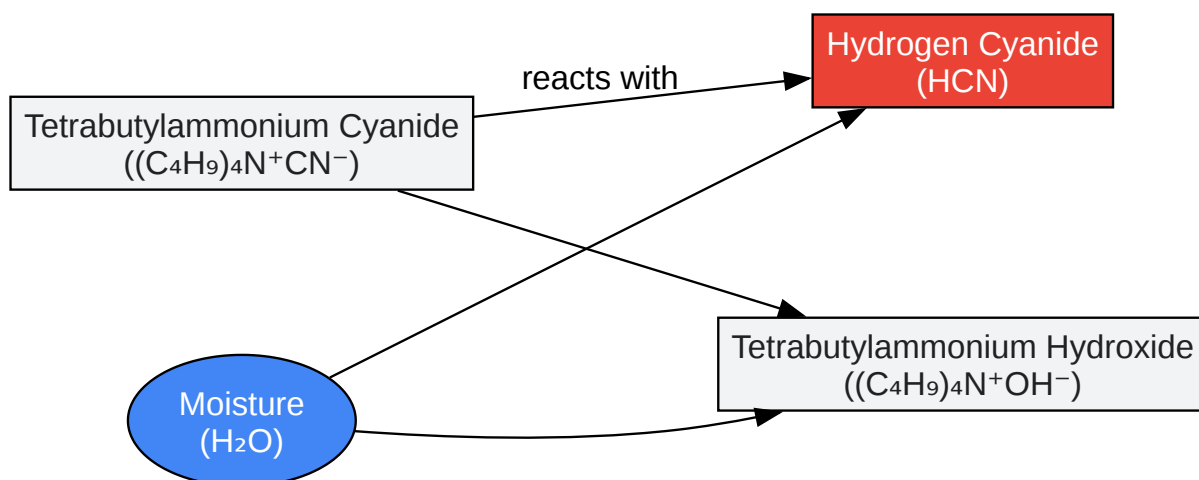 Hydrogen Cyanide
(HCN)
reacts with
Tetrabutylammonium Cyanide
((C₄H₉)₄N⁺CN⁻)
Tetrabutylammonium Hydroxide
((C₄H₉)₄N⁺OH⁻)
Moisture
(H₂O)